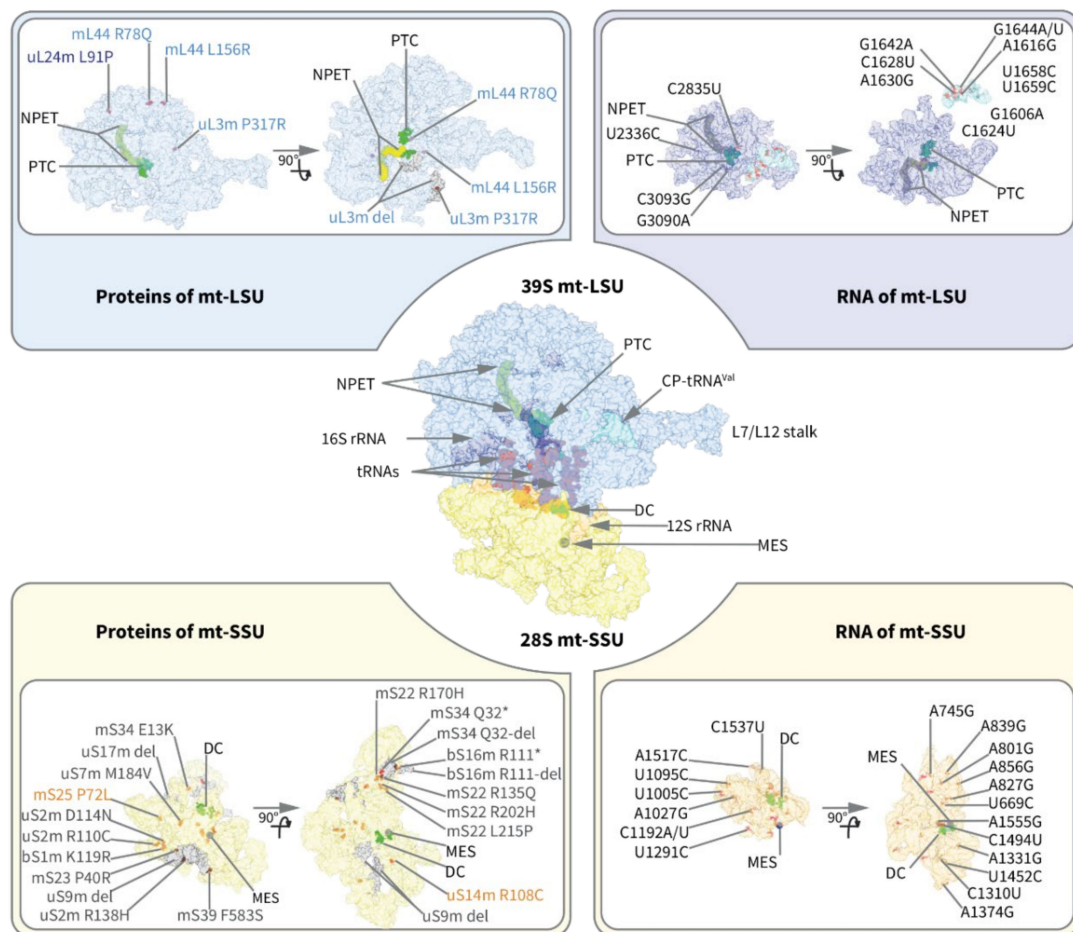 mL44 R78Q
mL44 L156R
uL24m L91P
NPET
uL3m P317R
PTC
90°
PTC
NPET
mL44 R78Q
mL44 L156R
uL3m del
uL3m P317R
Proteins of mt-LSU
C2835U
NPET
U2336C
PTC
C3093G
G3090A
90°
G1644A/U
G1642A
A1616G
C1628U
A1630G
U1658C
U1659C
G1606A
C1624U
PTC
NPET
RNA of mt-LSU
39S mt-LSU
PTC
NPET
CP-tRNAVal
16S rRNA
L7/L12 stalk
tRNAs
DC
12S rRNA
MES
28S mt-SSU
Proteins of mt-SSU
mS34 E13K
DC
uS17m del
uS7m M184V
mS25 P72L
uS2m D114N
uS2m R110C
bS1m K119R
mS23 P40R
uS9m del
uS2m R138H
MES
mS39 F583S
90°
mS22 R170H
mS34 Q32*
mS34 Q32-del
bS16m R111*
bS16m R111-del
mS22 R135Q
mS22 R202H
mS22 L215P
MES
DC
uS14m R108C
uS9m del
RNA of mt-SSU
C1537U
DC
A1517C
U1095C
U1005C
A1027G
C1192A/U
U1291C
MES
90°
A745G
A839G
MES
A801G
A856G
A827G
U669C
A1555G
C1494U
A1331G
DC
U1452C
C1310U
A1374G